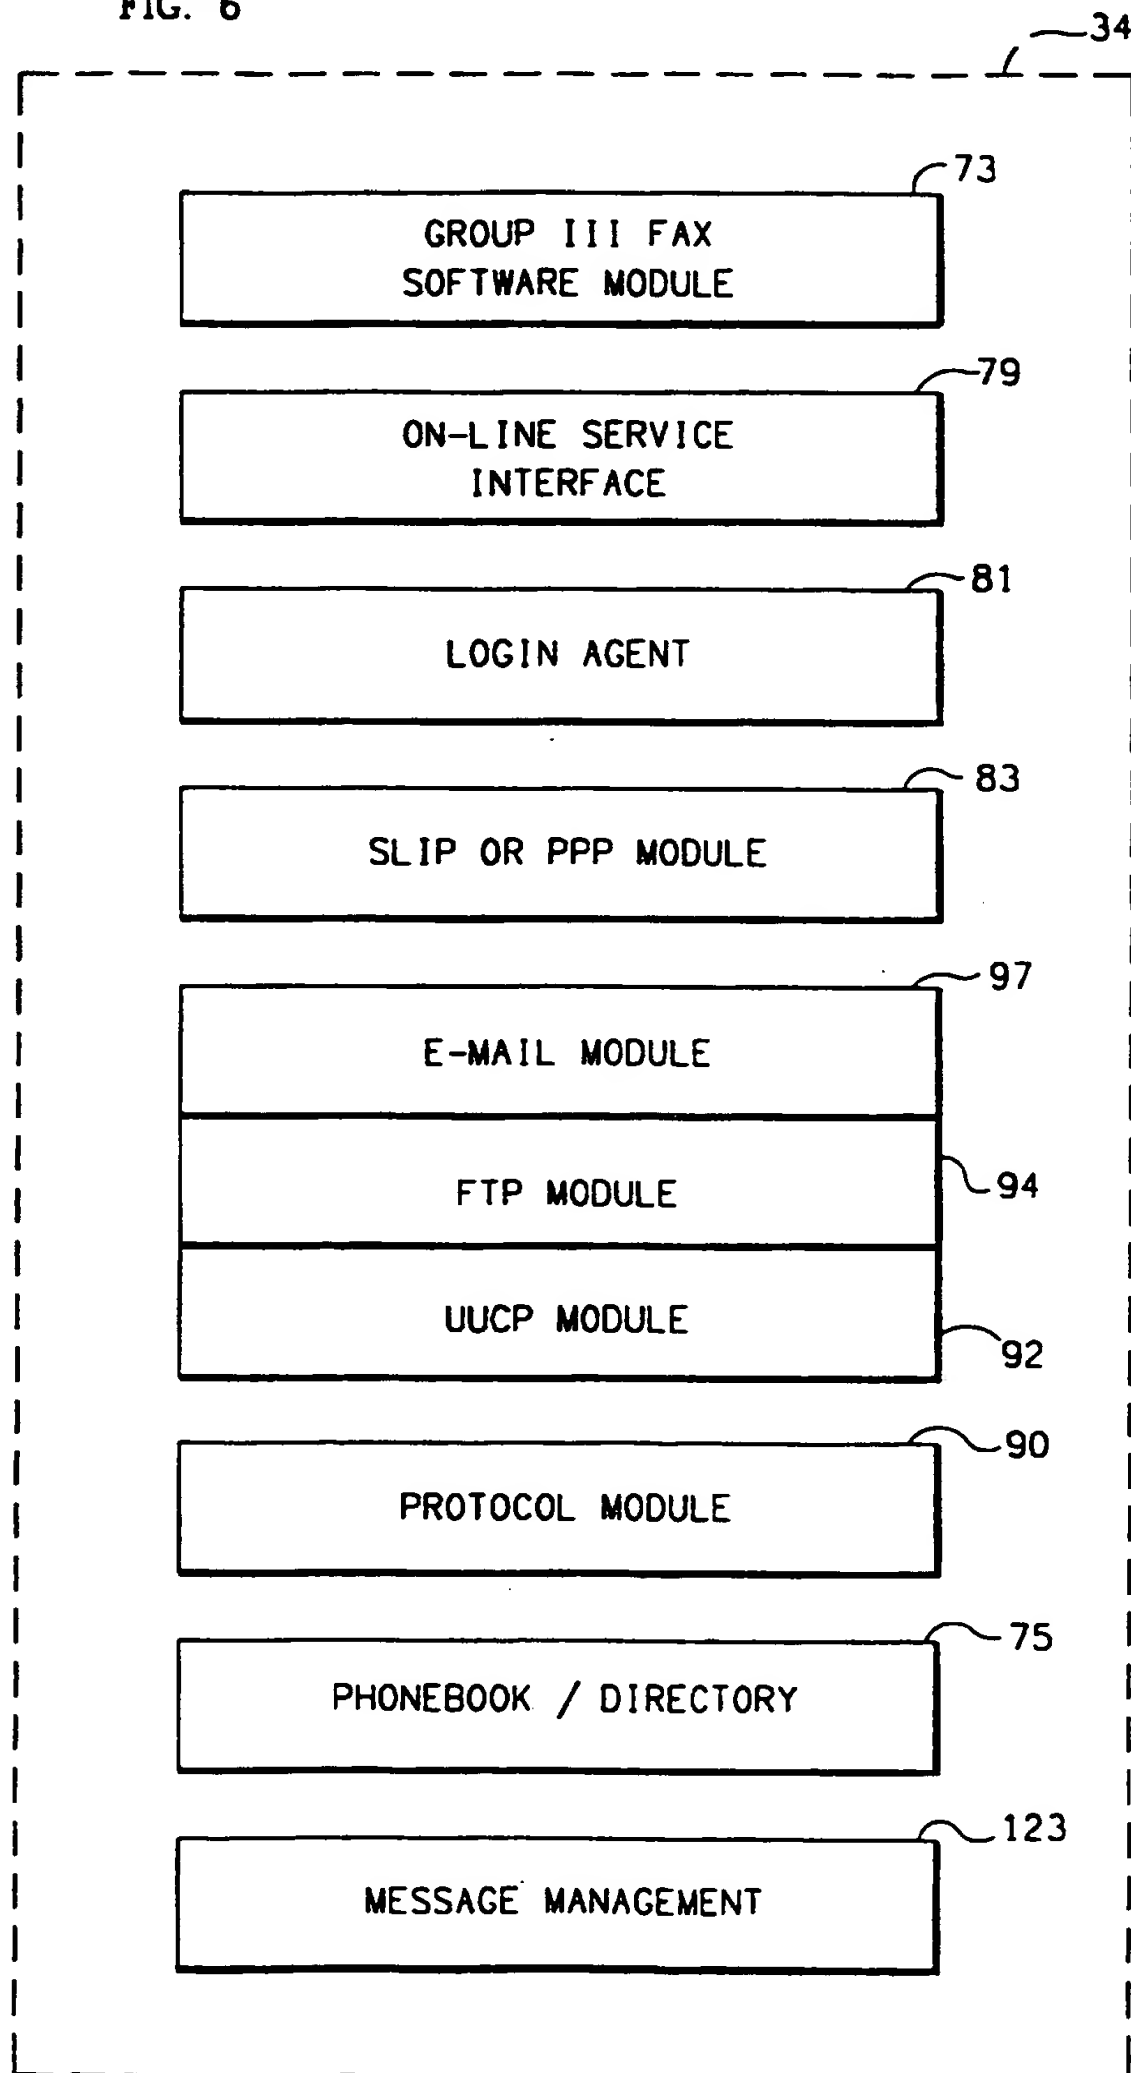 FIG. 6
34
73
GROUP III FAX
SOFTWARE MODULE
79
ON-LINE SERVICE
INTERFACE
81
LOGIN AGENT
83
SLIP OR PPP MODULE
97
E-MAIL MODULE
94
FTP MODULE
UUCP MODULE
92
90
PROTOCOL MODULE
75
PHONEBOOK / DIRECTORY
123
MESSAGE MANAGEMENT